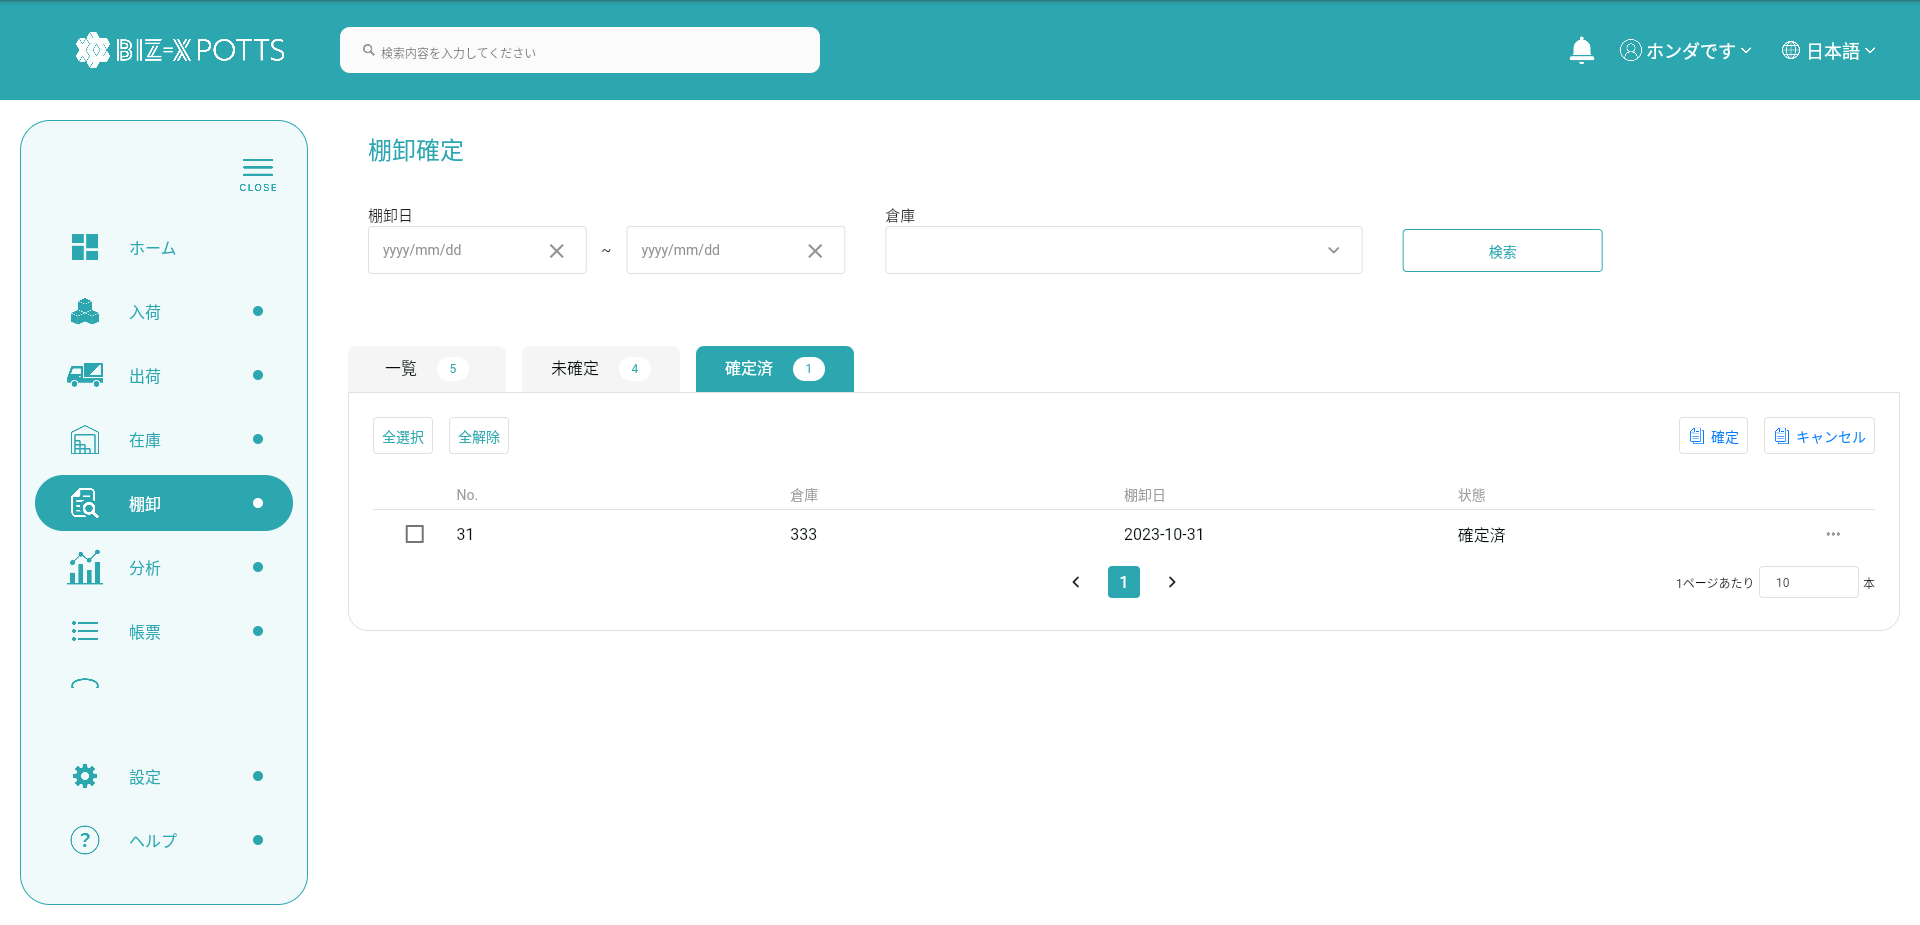 BIZ=X POTTS
検索内容を入力してください
ホンダです
日本語
CLOSE
ホーム
入荷
出荷
在庫
棚卸
分析
帳票
設定
?
ヘルプ
棚卸確定
棚卸日
倉庫
yyyy/mm/dd ~ yyyy/mm/dd
検索
一覧 5
未確定 4
確定済 1
全選択 全解除
確定 キャンセル
No. 倉庫 棚卸日 状態
31 333 2023-10-31 確定済 ...
1
1ページあたり 10 本